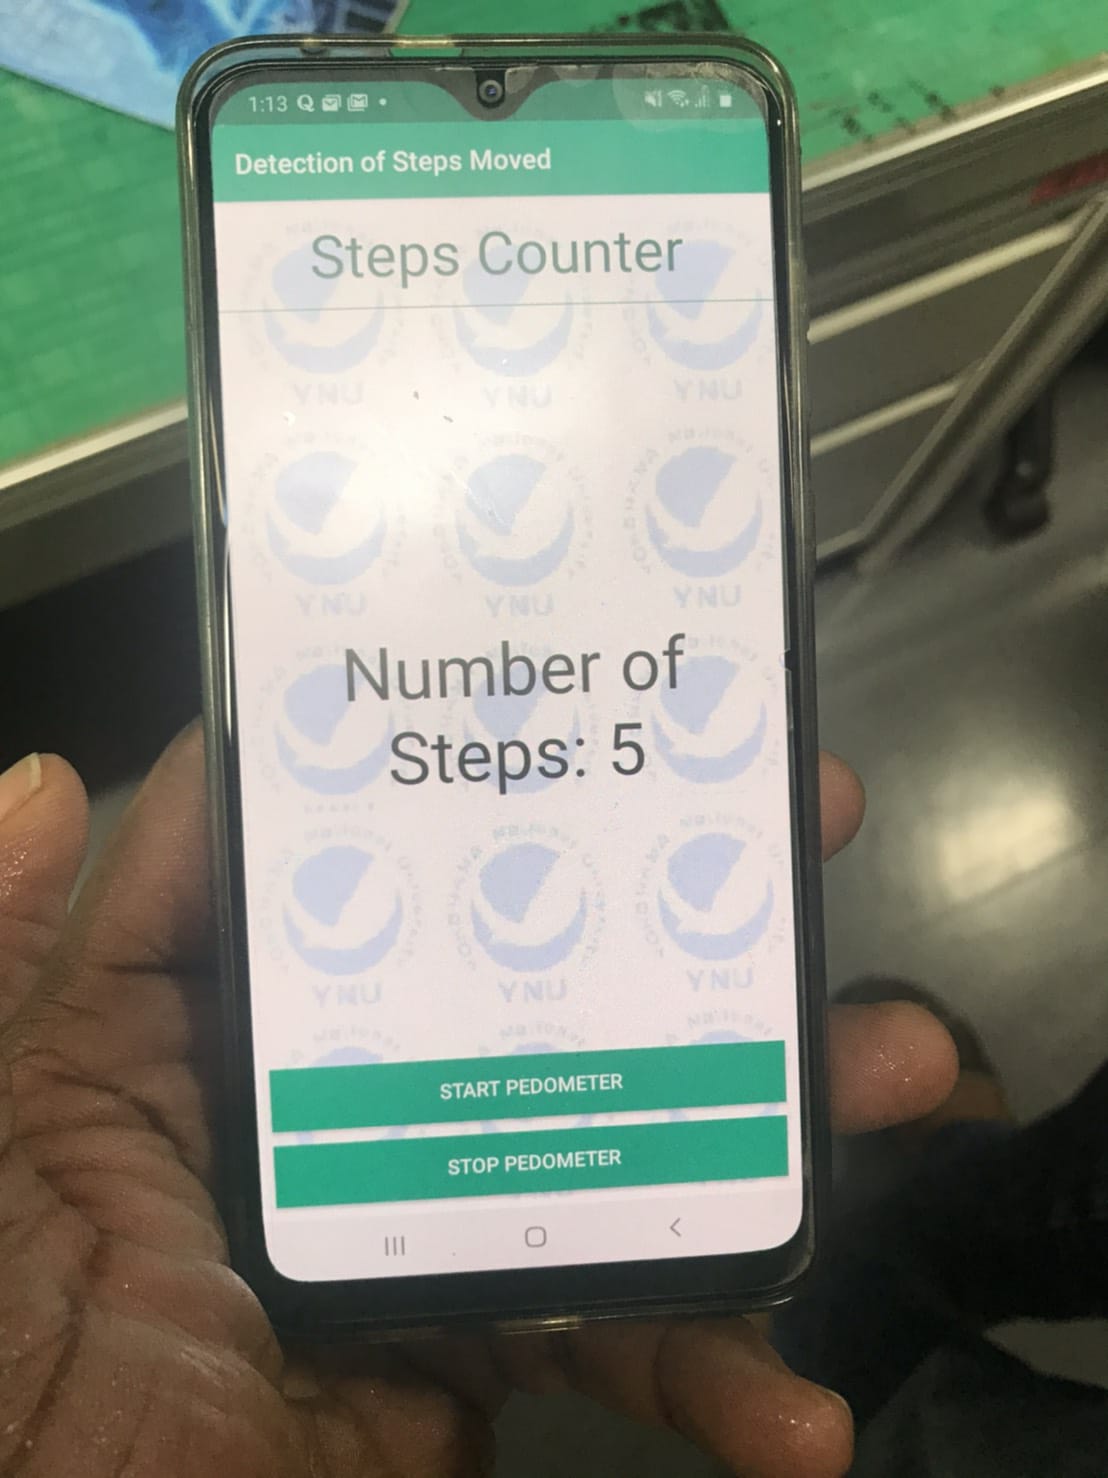 1:13
Detection of Steps Moved
Steps Counter
YNU YNU YNU
YNU YNU YNU
Number of
Steps: 5
YNU YNU YNU
START PEDOMETER
STOP PEDOMETER